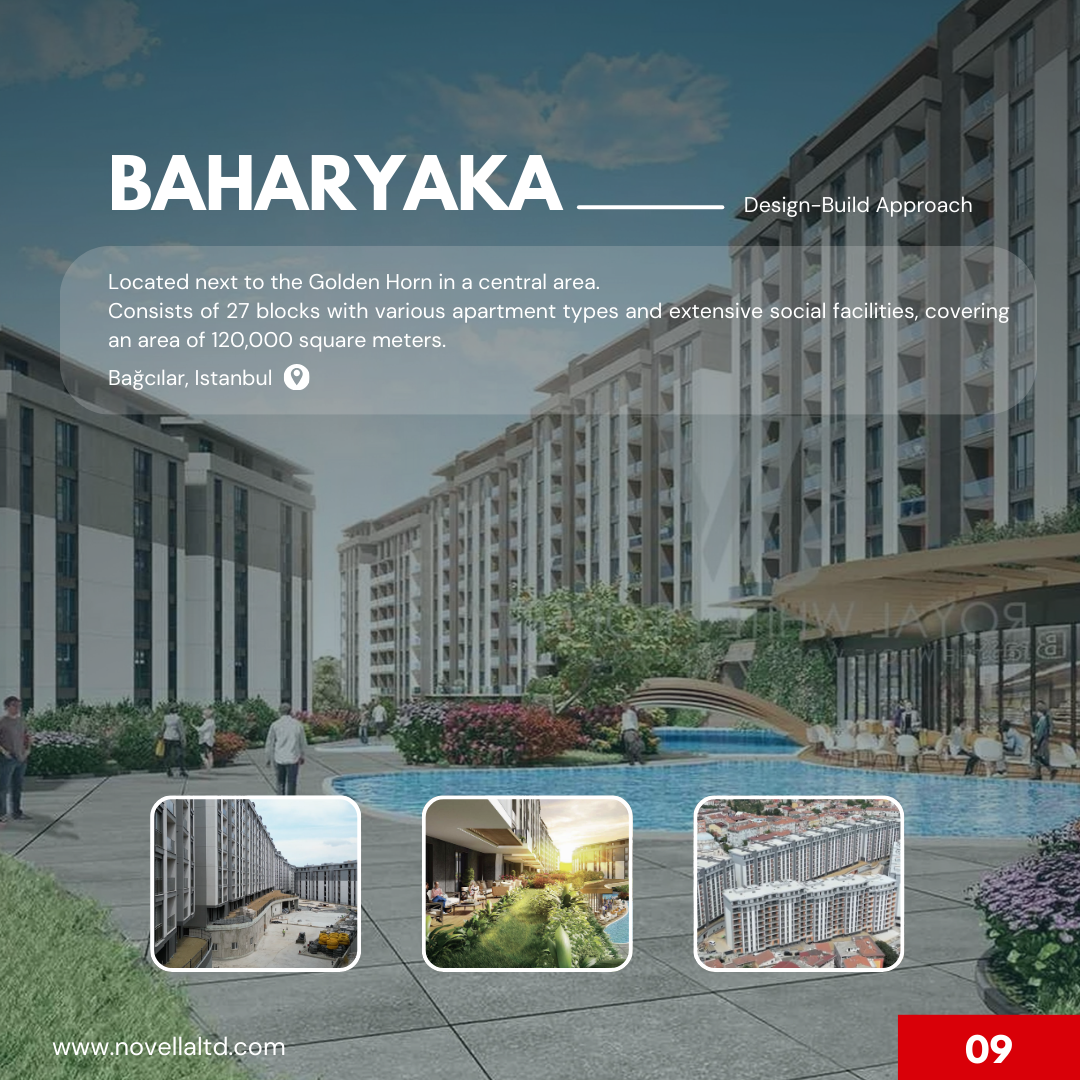 BAHARYAKA
Design-Build Approach
Located next to the Golden Horn in a central area.
Consists of 27 blocks with various apartment types and extensive social facilities, covering
an area of 120,000 square meters.
Bağcılar, Istanbul
ROYAL WHITE
www.novellaltd.com
09